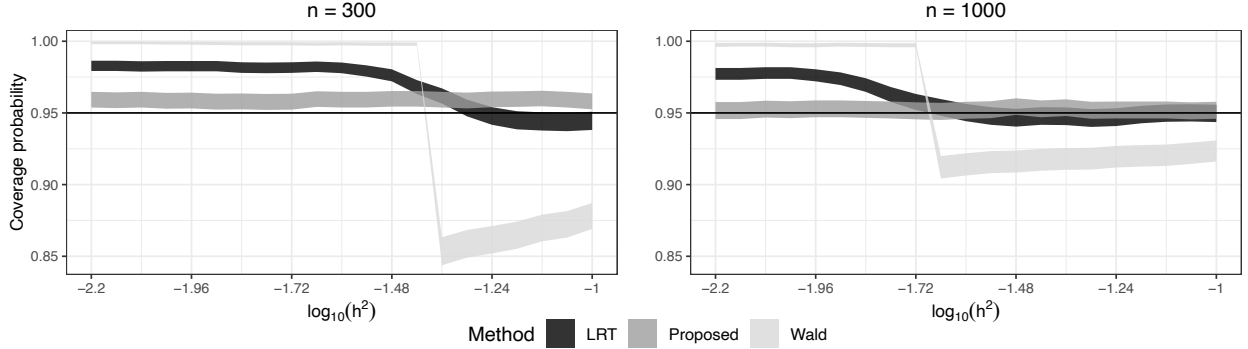 n = 300
n = 1000
Coverage probability
1.00
0.95
0.90
0.85
−2.2 −1.96 −1.72 −1.48 −1.24 −1
log₁₀(h²)
1.00
0.95
0.90
0.85
−2.2 −1.96 −1.72 −1.48 −1.24 −1
log₁₀(h²)
Method LRT Proposed Wald